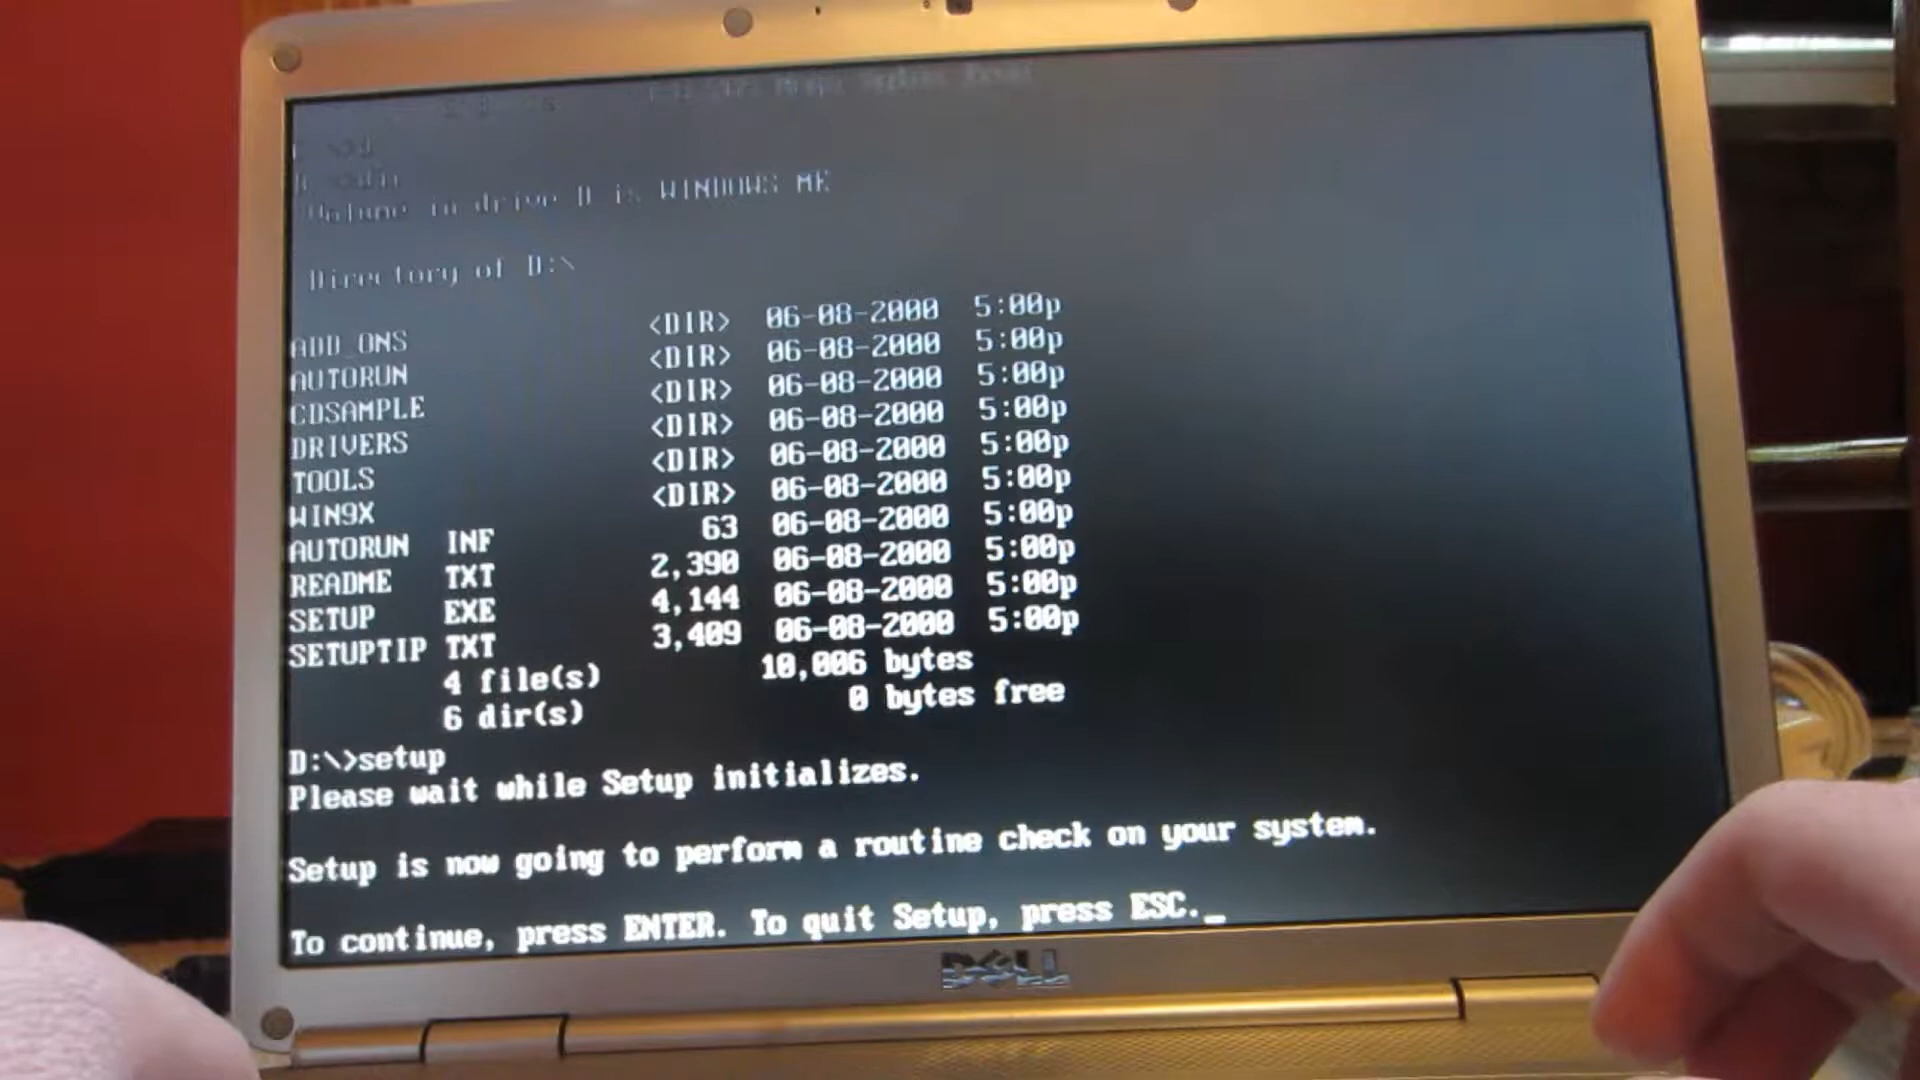 Volume in drive D is WINDOWS ME
Directory of D:\
ADD_ONS <DIR> 06-08-2000 5:00p
AUTORUN <DIR> 06-08-2000 5:00p
CDSAMPLE <DIR> 06-08-2000 5:00p
DRIVERS <DIR> 06-08-2000 5:00p
TOOLS <DIR> 06-08-2000 5:00p
WIN9X <DIR> 06-08-2000 5:00p
AUTORUN INF 63 06-08-2000 5:00p
README TXT 2,390 06-08-2000 5:00p
SETUP EXE 4,144 06-08-2000 5:00p
SETUPTIP TXT 3,409 06-08-2000 5:00p
4 file(s) 10,006 bytes
6 dir(s) 0 bytes free
D:\>setup
Please wait while Setup initializes.
Setup is now going to perform a routine check on your system.
To continue, press ENTER. To quit Setup, press ESC._
DELL